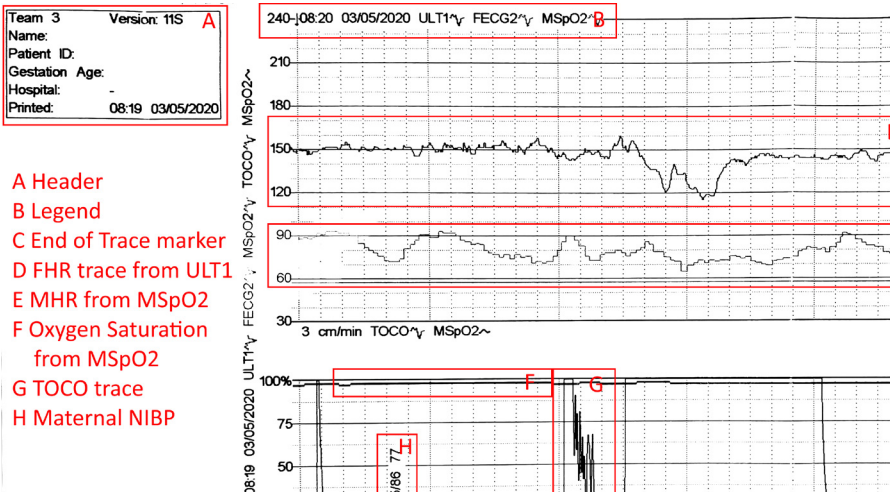 Team 3 Version: 11S A
Name:
Patient ID:
Gestation Age:
Hospital: -
Printed: 08:19 03/05/2020
A Header
B Legend
C End of Trace marker
D FHR trace from ULT1
E MHR from MSpO2
F Oxygen Saturation
from MSpO2
G TOCO trace
H Maternal NIBP
08:19 03/05/2020 ULT1 FECG2 MSpO2 TOCO MSpO2
240 08:20 03/05/2020 ULT1 FECG2 MSpO2 B
210
180
150
120
90
60
30
3 cm/min TOCO MSpO2
F G
100%
75
H
50
/86 77